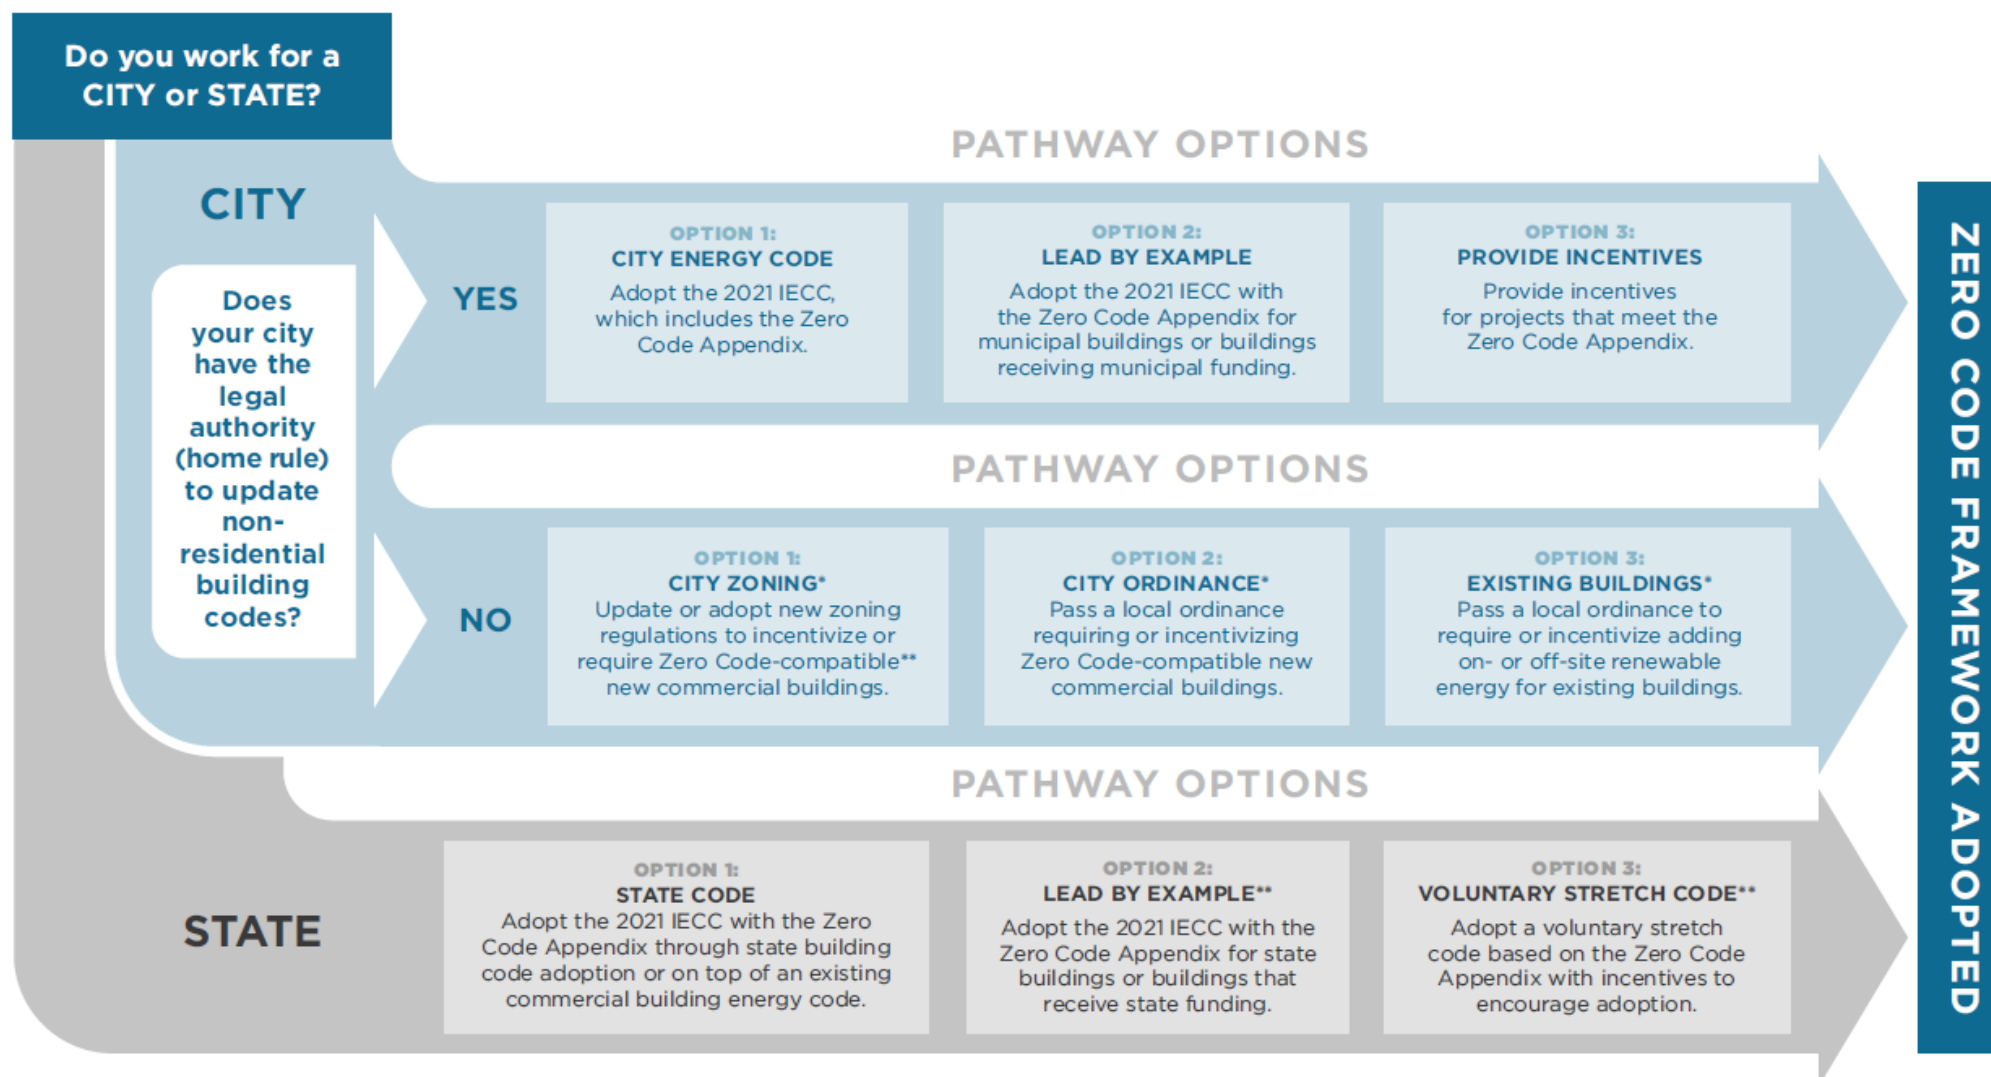 Do you work for a
CITY or STATE?
PATHWAY OPTIONS
CITY
Does
your city
have the
legal
authority
(home rule)
to update
non-
residential
building
codes?
YES
OPTION 1:
CITY ENERGY CODE
Adopt the 2021 IECC,
which includes the Zero
Code Appendix.
OPTION 2:
LEAD BY EXAMPLE
Adopt the 2021 IECC with
the Zero Code Appendix for
municipal buildings or buildings
receiving municipal funding.
OPTION 3:
PROVIDE INCENTIVES
Provide incentives
for projects that meet the
Zero Code Appendix.
PATHWAY OPTIONS
NO
OPTION 1:
CITY ZONING*
Update or adopt new zoning
regulations to incentivize or
require Zero Code-compatible**
new commercial buildings.
OPTION 2:
CITY ORDINANCE*
Pass a local ordinance
requiring or incentivizing
Zero Code-compatible new
commercial buildings.
OPTION 3:
EXISTING BUILDINGS*
Pass a local ordinance to
require or incentivize adding
on- or off-site renewable
energy for existing buildings.
PATHWAY OPTIONS
STATE
OPTION 1:
STATE CODE
Adopt the 2021 IECC with the Zero
Code Appendix through state building
code adoption or on top of an existing
commercial building energy code.
OPTION 2:
LEAD BY EXAMPLE**
Adopt the 2021 IECC with the
Zero Code Appendix for state
buildings or buildings that
receive state funding.
OPTION 3:
VOLUNTARY STRETCH CODE**
Adopt a voluntary stretch
code based on the Zero Code
Appendix with incentives to
encourage adoption.
ZERO CODE FRAMEWORK ADOPTED